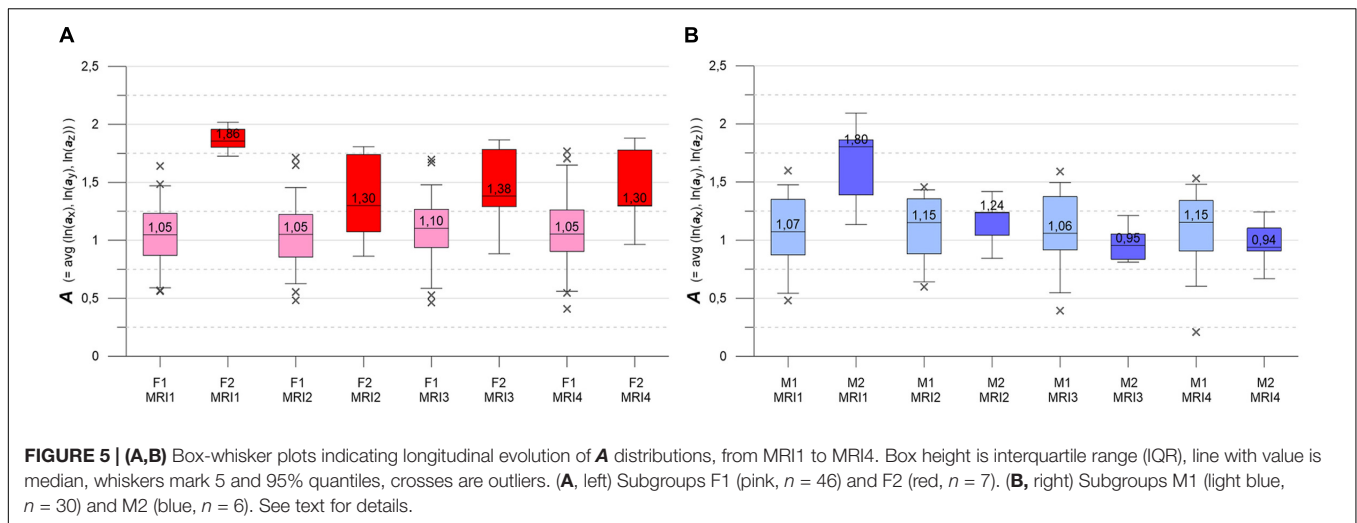 A
B
2,5
2
1,5
1
0,5
0
A (= avg (ln(ax), ln(ay), ln(az)))
1,05
1,86
1,05
1,30
1,10
1,38
1,05
1,30
F1 F2 F1 F2 F1 F2 F1 F2
MRI1 MRI1 MRI2 MRI2 MRI3 MRI3 MRI4 MRI4
2,5
2
1,5
1
0,5
0
A (= avg (ln(ax), ln(ay), ln(az)))
1,07
1,80
1,15
1,24
1,06
0,95
1,15
0,94
M1 M2 M1 M2 M1 M2 M1 M2
MRI1 MRI1 MRI2 MRI2 MRI3 MRI3 MRI4 MRI4
FIGURE 5 | (A,B) Box-whisker plots indicating longitudinal evolution of A distributions, from MRI1 to MRI4. Box height is interquartile range (IQR), line with value is
median, whiskers mark 5 and 95% quantiles, crosses are outliers. (A, left) Subgroups F1 (pink, n = 46) and F2 (red, n = 7). (B, right) Subgroups M1 (light blue,
n = 30) and M2 (blue, n = 6). See text for details.